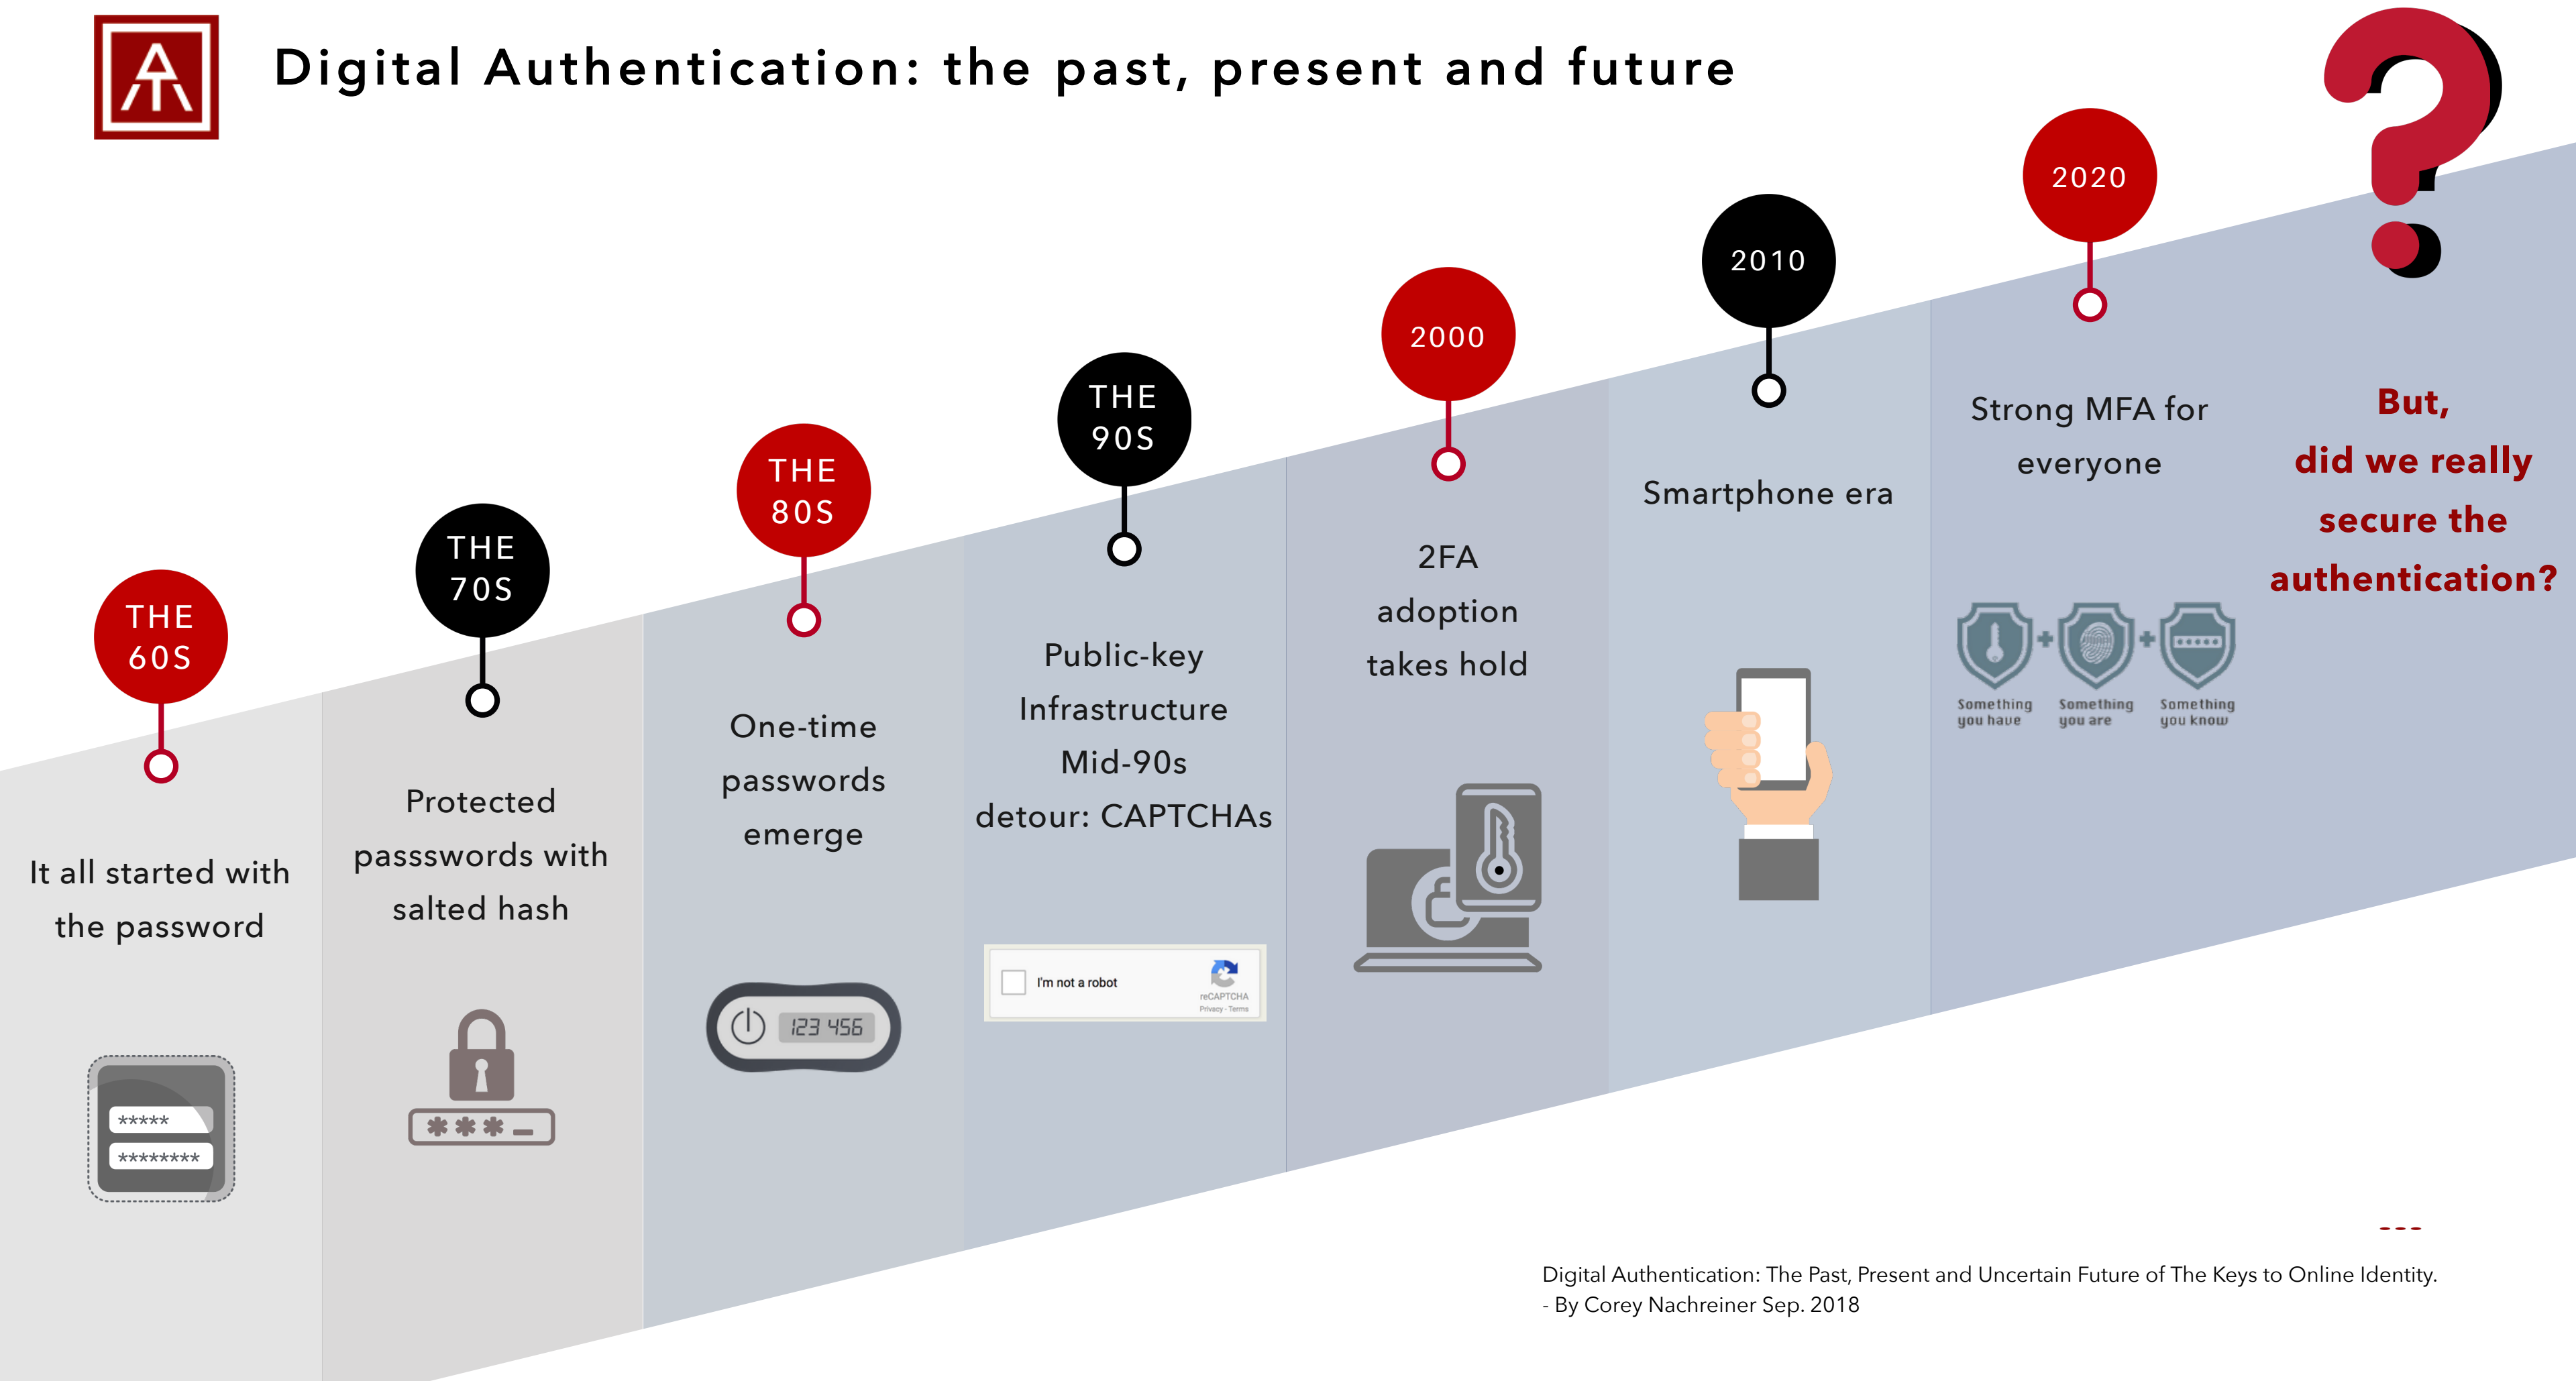 Digital Authentication: the past, present and future
THE
60S
It all started with
the password
*****
********
THE
70S
Protected
passswords with
salted hash
***_
THE
80S
One-time
passwords
emerge
123 456
THE
90S
Public-key
Infrastructure
Mid-90s
detour: CAPTCHAs
I'm not a robot
reCAPTCHA
Privacy - Terms
2000
2FA
adoption
takes hold
2010
Smartphone era
2020
Strong MFA for
everyone
Something
you have
+
Something
you are
+
Something
you know
?
But,
did we really
secure the
authentication?
---
Digital Authentication: The Past, Present and Uncertain Future of The Keys to Online Identity.
- By Corey Nachreiner Sep. 2018